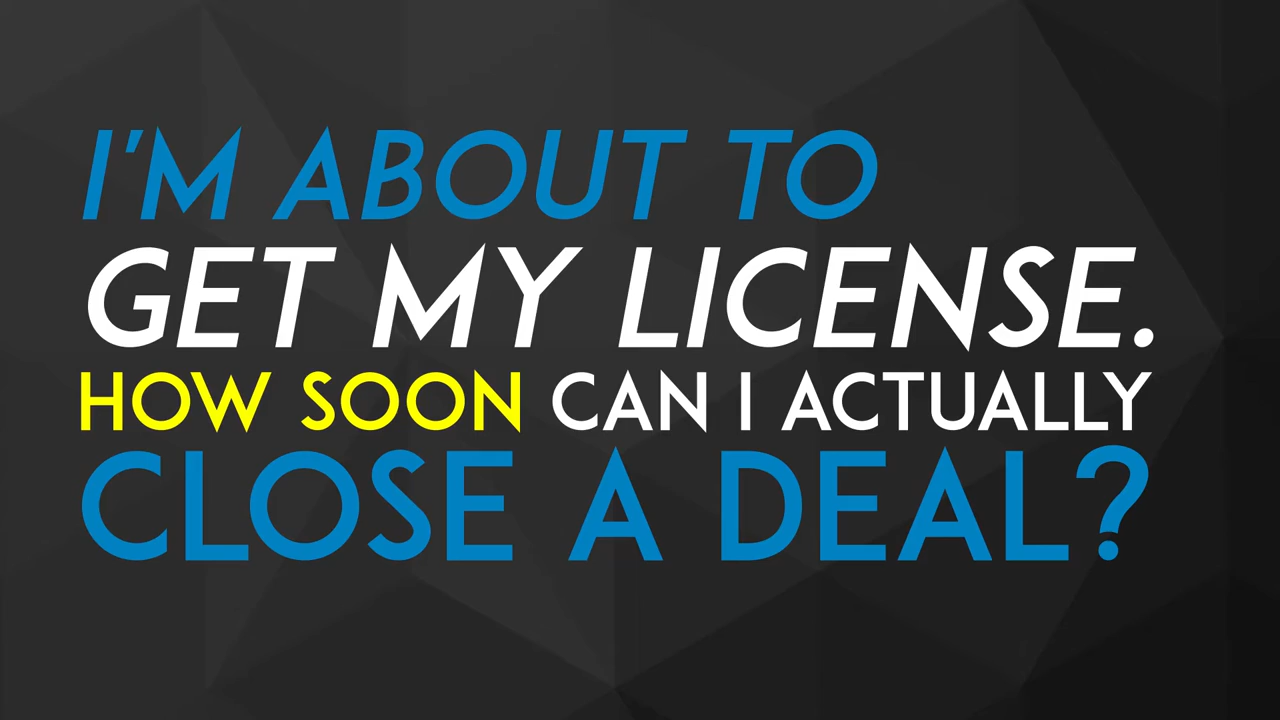 I'M ABOUT TO
GET MY LICENSE.
HOW SOON CAN I ACTUALLY
CLOSE A DEAL?